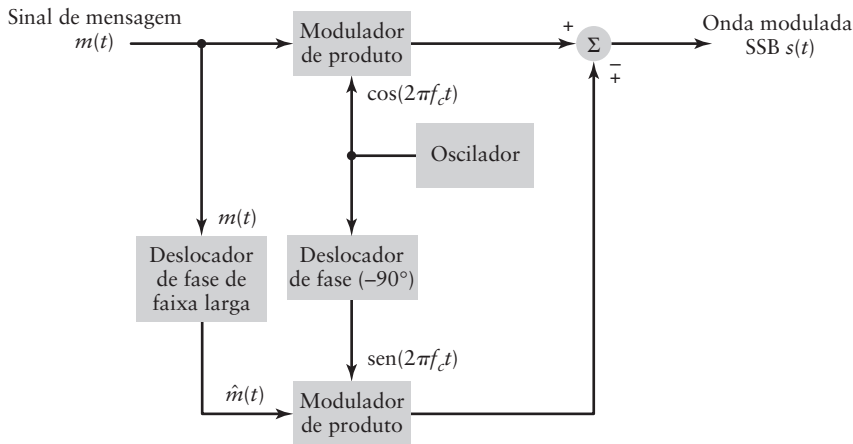 Sinal de mensagem
m(t)
Modulador
de produto
+
Σ
–
+
Onda modulada
SSB s(t)
cos(2πf_ct)
Oscilador
m(t)
Deslocador
de fase de
faixa larga
Deslocador
de fase (–90°)
sen(2πf_ct)
m̂(t)
Modulador
de produto